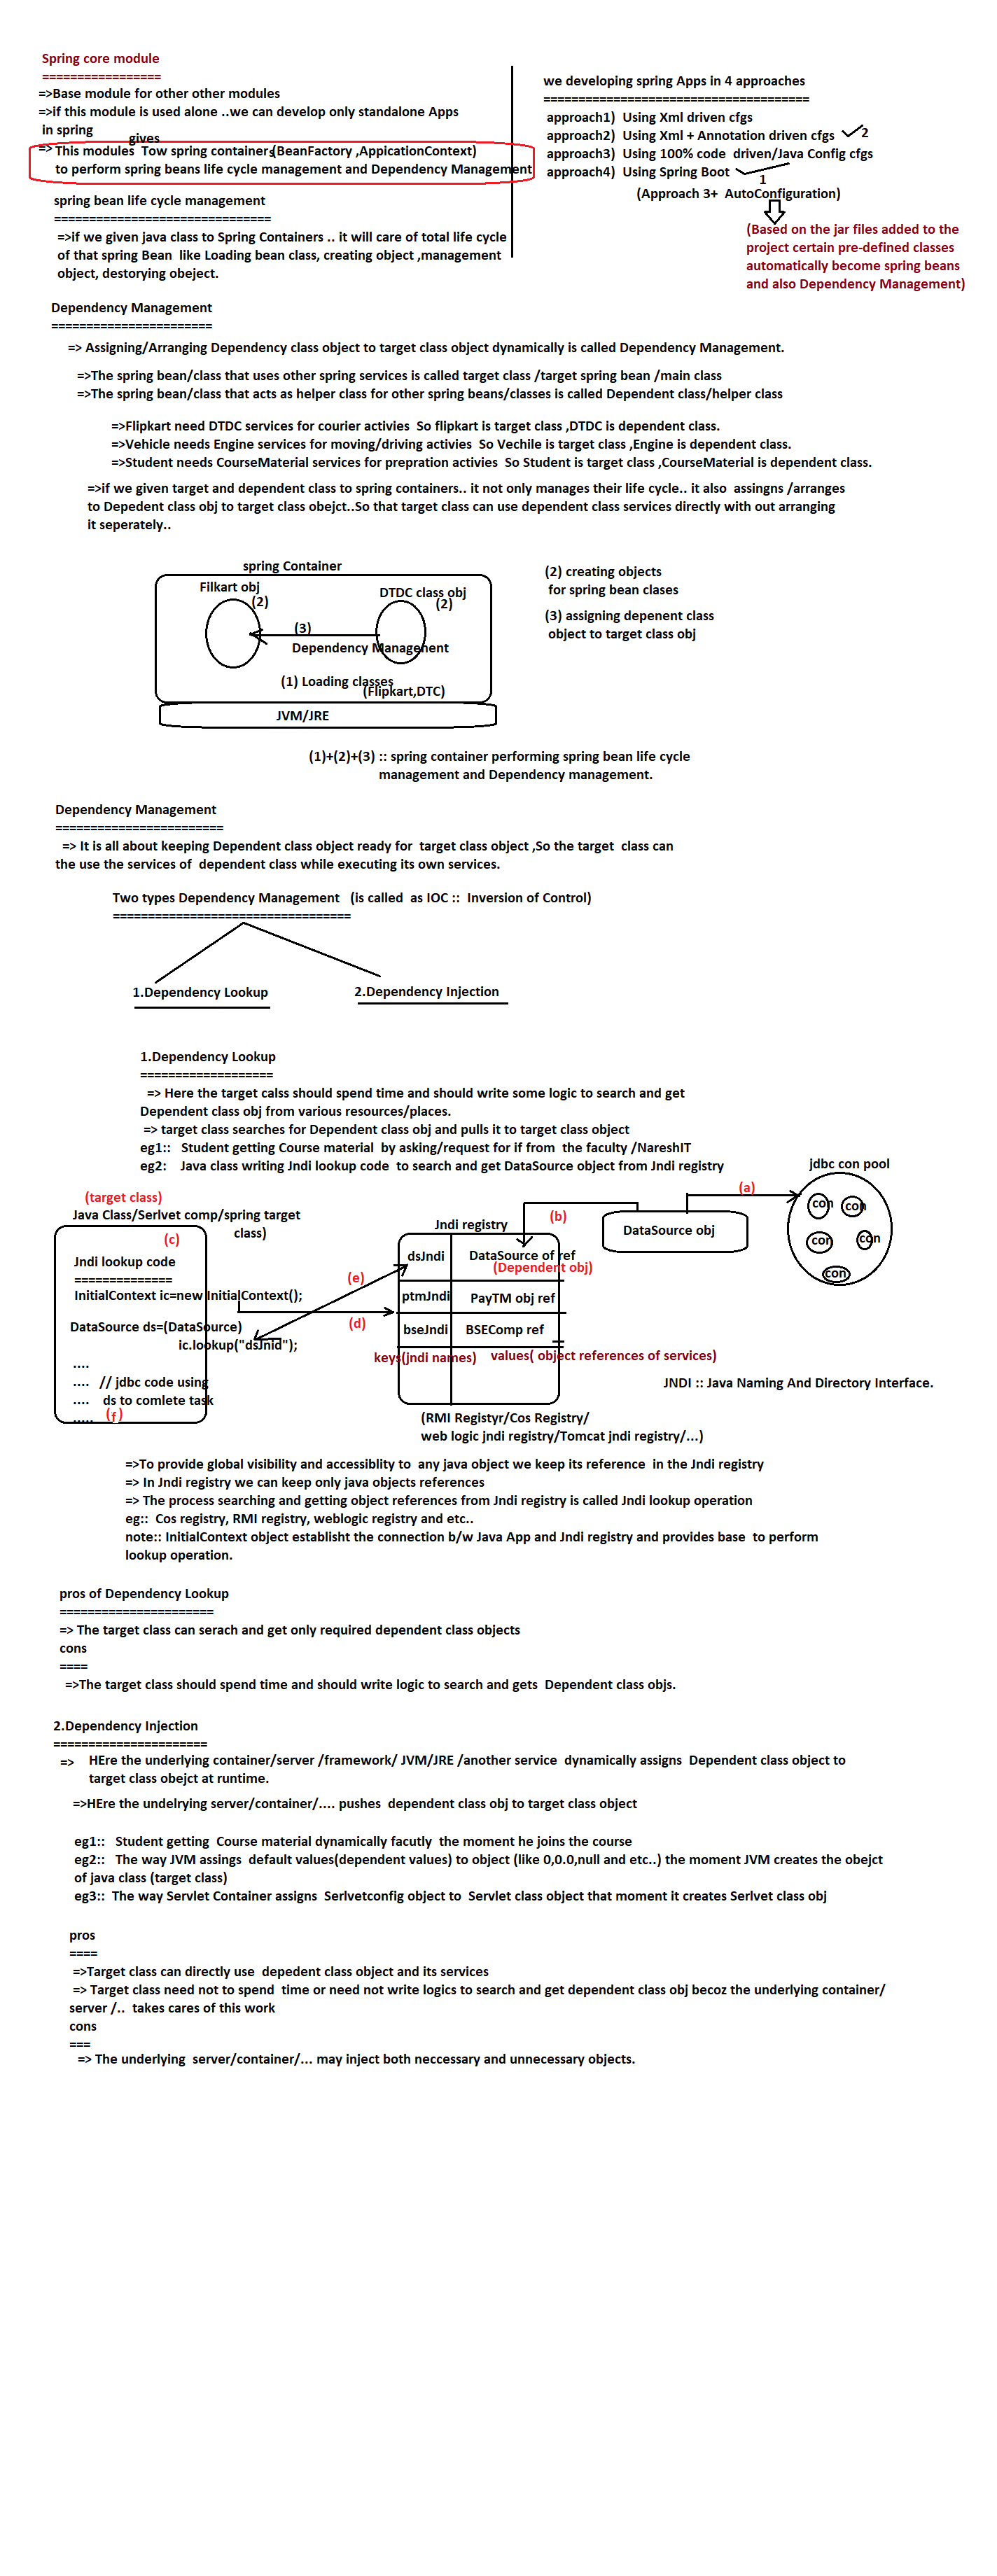 Spring core module
=================
=>Base module for other other modules
=>if this module is used alone ..we can develop only standalone Apps
in spring
gives
=> This modules Tow spring containers(BeanFactory ,AppicationContext)
to perform spring beans life cycle management and Dependency Management
spring bean life cycle management
===============================
=>if we given java class to Spring Containers .. it will care of total life cycle
of that spring Bean like Loading bean class, creating object ,management
object, destorying obeject.
we developing spring Apps in 4 approaches
======================================
approach1) Using Xml driven cfgs
approach2) Using Xml + Annotation driven cfgs 2
approach3) Using 100% code driven/Java Config cfgs
approach4) Using Spring Boot
1
(Approach 3+ AutoConfiguration)
(Based on the jar files added to the
project certain pre-defined classes
automatically become spring beans
and also Dependency Management)
Dependency Management
=======================
=> Assigning/Arranging Dependency class object to target class object dynamically is called Dependency Management.
=>The spring bean/class that uses other spring services is called target class /target spring bean /main class
=>The spring bean/class that acts as helper class for other spring beans/classes is called Dependent class/helper class
=>Flipkart need DTDC services for courier activies So flipkart is target class ,DTDC is dependent class.
=>Vehicle needs Engine services for moving/driving activies So Vechile is target class ,Engine is dependent class.
=>Student needs CourseMaterial services for prepration activies So Student is target class ,CourseMaterial is dependent class.
=>if we given target and dependent class to spring containers.. it not only manages their life cycle.. it also assingns /arranges
to Depedent class obj to target class obejct..So that target class can use dependent class services directly with out arranging
it seperately..
spring Container
Filkart obj
(2)
DTDC class obj
(2)
(3)
Dependency Management
(1) Loading classes
(Flipkart,DTC)
JVM/JRE
(2) creating objects
for spring bean clases
(3) assigning depenent class
object to target class obj
(1)+(2)+(3) :: spring container performing spring bean life cycle
management and Dependency management.
Dependency Management
========================
=> It is all about keeping Dependent class object ready for target class object ,So the target class can
the use the services of dependent class while executing its own services.
Two types Dependency Management (is called as IOC :: Inversion of Control)
==================================
1.Dependency Lookup
2.Dependency Injection
1.Dependency Lookup
===================
=> Here the target calss should spend time and should write some logic to search and get
Dependent class obj from various resources/places.
=> target class searches for Dependent class obj and pulls it to target class object
eg1:: Student getting Course material by asking/request for if from the faculty /NareshIT
eg2: Java class writing Jndi lookup code to search and get DataSource object from Jndi registry
(target class)
Java Class/Serlvet comp/spring target
class)
(c)
Jndi lookup code
==============
InitialContext ic=new InitialContext();
DataSource ds=(DataSource)
ic.lookup("dsJnid");
....
.... // jdbc code using
.... ds to comlete task
..... (f)
(e)
(d)
Jndi registry
(b)
dsJndi DataSource of ref
(Dependent obj)
ptmJndi PayTM obj ref
bseJndi BSEComp ref
keys(jndi names) values( object references of services)
(RMI Registyr/Cos Registry/
web logic jndi registry/Tomcat jndi registry/...)
DataSource obj
(a)
jdbc con pool
con con
con con
con
JNDI :: Java Naming And Directory Interface.
=>To provide global visibility and accessiblity to any java object we keep its reference in the Jndi registry
=> In Jndi registry we can keep only java objects references
=> The process searching and getting object references from Jndi registry is called Jndi lookup operation
eg:: Cos registry, RMI registry, weblogic registry and etc..
note:: InitialContext object establisht the connection b/w Java App and Jndi registry and provides base to perform
lookup operation.
pros of Dependency Lookup
======================
=> The target class can serach and get only required dependent class objects
cons
====
=>The target class should spend time and should write logic to search and gets Dependent class objs.
2.Dependency Injection
======================
=> HEre the underlying container/server /framework/ JVM/JRE /another service dynamically assigns Dependent class object to
target class obejct at runtime.
=>HEre the undelrying server/container/.... pushes dependent class obj to target class object
eg1:: Student getting Course material dynamically facutly the moment he joins the course
eg2:: The way JVM assings default values(dependent values) to object (like 0,0.0,null and etc..) the moment JVM creates the obejct
of java class (target class)
eg3:: The way Servlet Container assigns Serlvetconfig object to Servlet class object that moment it creates Serlvet class obj
pros
====
=>Target class can directly use depedent class object and its services
=> Target class need not to spend time or need not write logics to search and get dependent class obj becoz the underlying container/
server /.. takes cares of this work
cons
===
=> The underlying server/container/... may inject both neccessary and unnecessary objects.